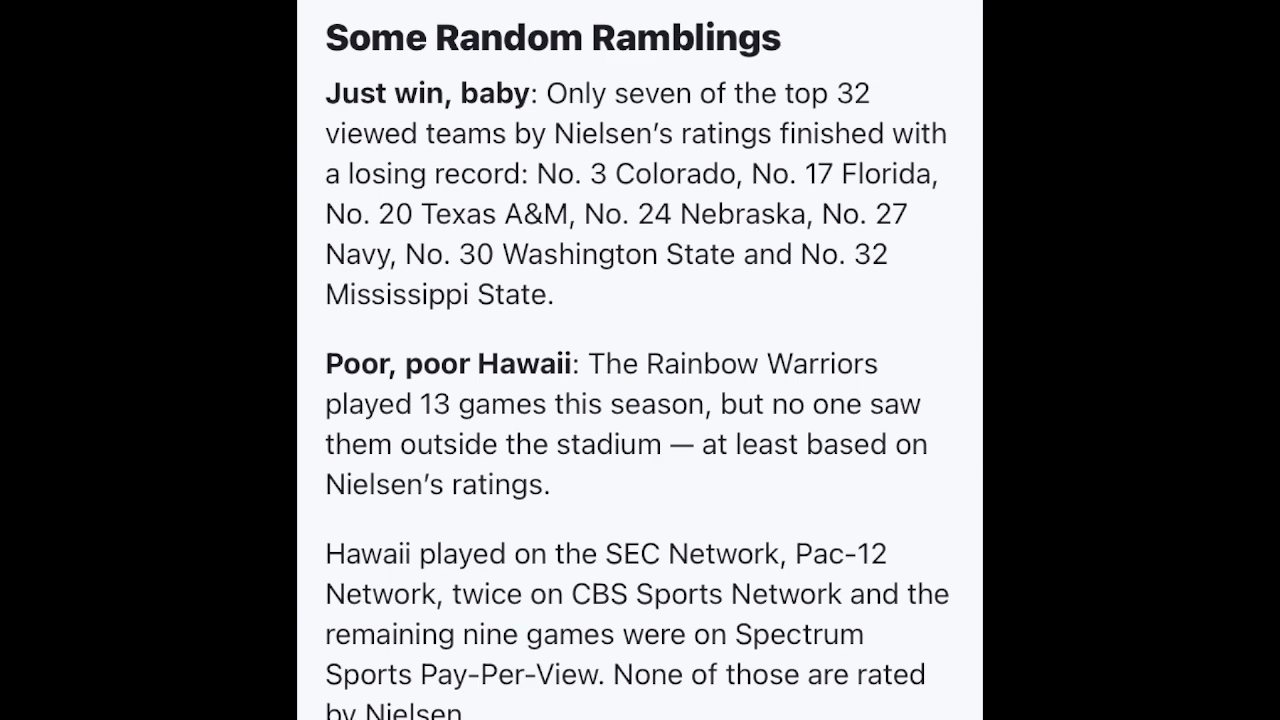 Some Random Ramblings
Just win, baby: Only seven of the top 32
viewed teams by Nielsen’s ratings finished with
a losing record: No. 3 Colorado, No. 17 Florida,
No. 20 Texas A&M, No. 24 Nebraska, No. 27
Navy, No. 30 Washington State and No. 32
Mississippi State.
Poor, poor Hawaii: The Rainbow Warriors
played 13 games this season, but no one saw
them outside the stadium — at least based on
Nielsen’s ratings.
Hawaii played on the SEC Network, Pac-12
Network, twice on CBS Sports Network and the
remaining nine games were on Spectrum
Sports Pay-Per-View. None of those are rated
by Nielsen